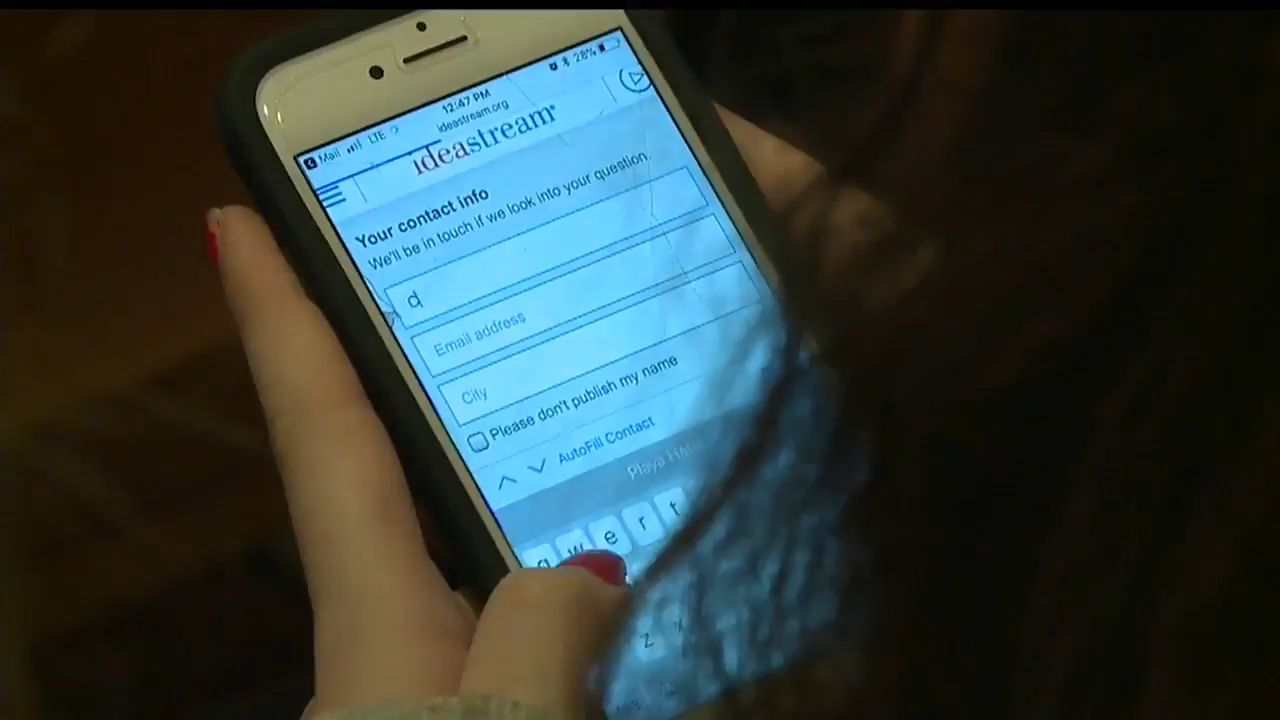 Mail LTE 12:47 PM 28%
ideastream.org
ideastream®
Your contact info
We'll be in touch if we look into your question.
d
Email address
City
Please don't publish my name
AutoFill Contact
Playa
q w e r t
z x